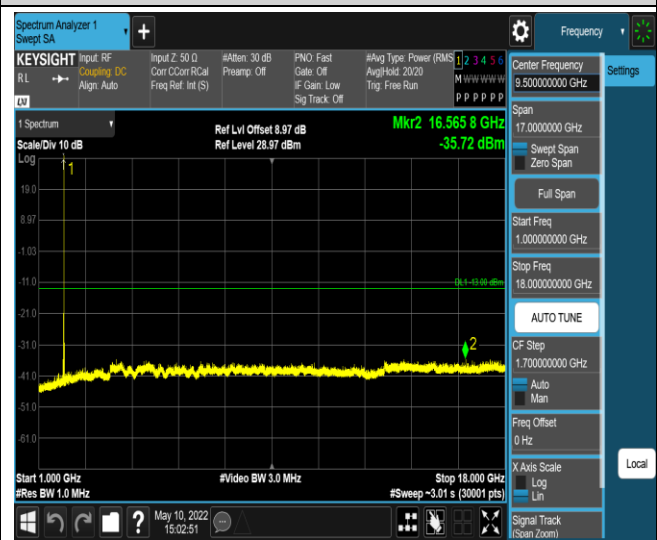 Spectrum Analyzer 1
Swept SA
+
Frequency
KEYSIGHT
RL
Input: RF
Coupling: DC
Align: Auto
Input Z: 50 Ω
Corr CCorr RCal
Freq Ref: Int (S)
#Atten: 30 dB
Preamp: Off
PNO: Fast
Gate: Off
IF Gain: Low
Sig Track: Off
#Avg Type: Power (RMS
Avg|Hold: 20/20
Trig: Free Run
1 2 3 4 5 6
M W W W W W
P P P P P P
LXI
1 Spectrum
Scale/Div 10 dB
Ref Lvl Offset 8.97 dB
Ref Level 28.97 dBm
Mkr2 16.565 8 GHz
-35.72 dBm
Log
1
19.0
8.97
-1.03
-11.0
DL1 -13.00 dBm
-21.0
-31.0
2
-41.0
-51.0
-61.0
Start 1.000 GHz
#Res BW 1.0 MHz
#Video BW 3.0 MHz
Stop 18.000 GHz
#Sweep ~3.01 s (30001 pts)
?
May 10, 2022
15:02:51
Center Frequency
9.500000000 GHz
Settings
Span
17.0000000 GHz
Swept Span
Zero Span
Full Span
Start Freq
1.000000000 GHz
Stop Freq
18.000000000 GHz
AUTO TUNE
CF Step
1.700000000 GHz
Auto
Man
Freq Offset
0 Hz
X Axis Scale
Log
Lin
Local
Signal Track
(Span Zoom)